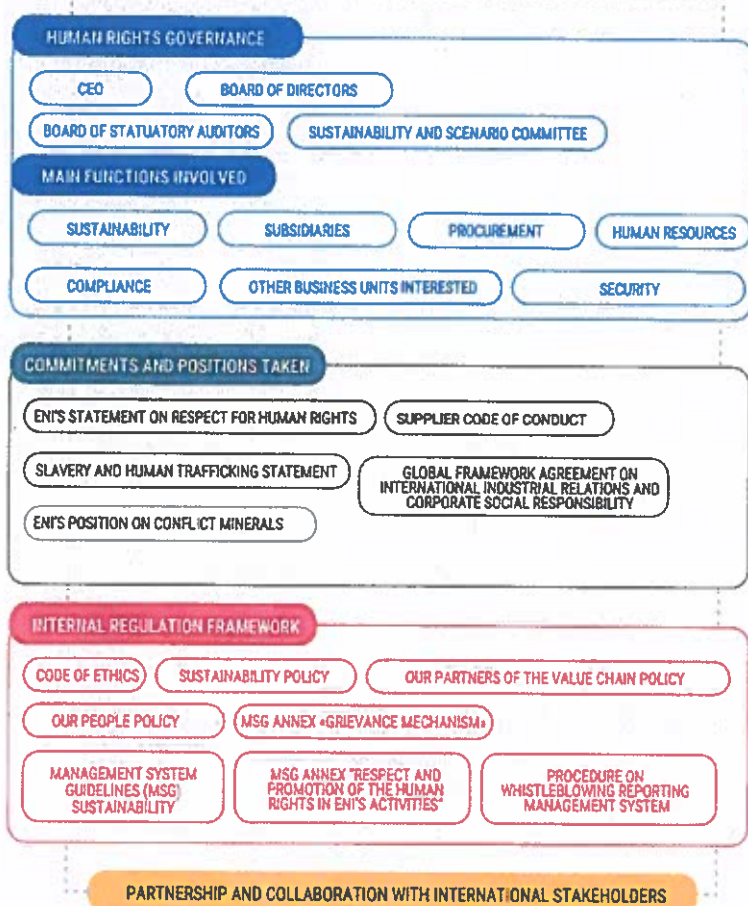 HUMAN RIGHTS GOVERNANCE
CEO
BOARD OF DIRECTORS
BOARD OF STATUATORY AUDITORS
SUSTAINABILITY AND SCENARIO COMMITTEE
MAIN FUNCTIONS INVOLVED
SUSTAINABILITY
SUBSIDIARIES
PROCUREMENT
HUMAN RESOURCES
COMPLIANCE
OTHER BUSINESS UNITS INTERESTED
SECURITY
COMMITMENTS AND POSITIONS TAKEN
ENI'S STATEMENT ON RESPECT FOR HUMAN RIGHTS
SUPPLIER CODE OF CONDUCT
SLAVERY AND HUMAN TRAFFICKING STATEMENT
GLOBAL FRAMEWORK AGREEMENT ON
INTERNATIONAL INDUSTRIAL RELATIONS AND
CORPORATE SOCIAL RESPONSIBILITY
ENI'S POSITION ON CONFLICT MINERALS
INTERNAL REGULATION FRAMEWORK
CODE OF ETHICS
SUSTAINABILITY POLICY
OUR PARTNERS OF THE VALUE CHAIN POLICY
OUR PEOPLE POLICY
MSG ANNEX «GRIEVANCE MECHANISM»
MANAGEMENT SYSTEM
GUIDELINES (MSG)
SUSTAINABILITY
MSG ANNEX "RESPECT AND
PROMOTION OF THE HUMAN
RIGHTS IN ENI'S ACTIVITIES"
PROCEDURE ON
WHISTLEBLOWING REPORTING
MANAGEMENT SYSTEM
PARTNERSHIP AND COLLABORATION WITH INTERNATIONAL STAKEHOLDERS